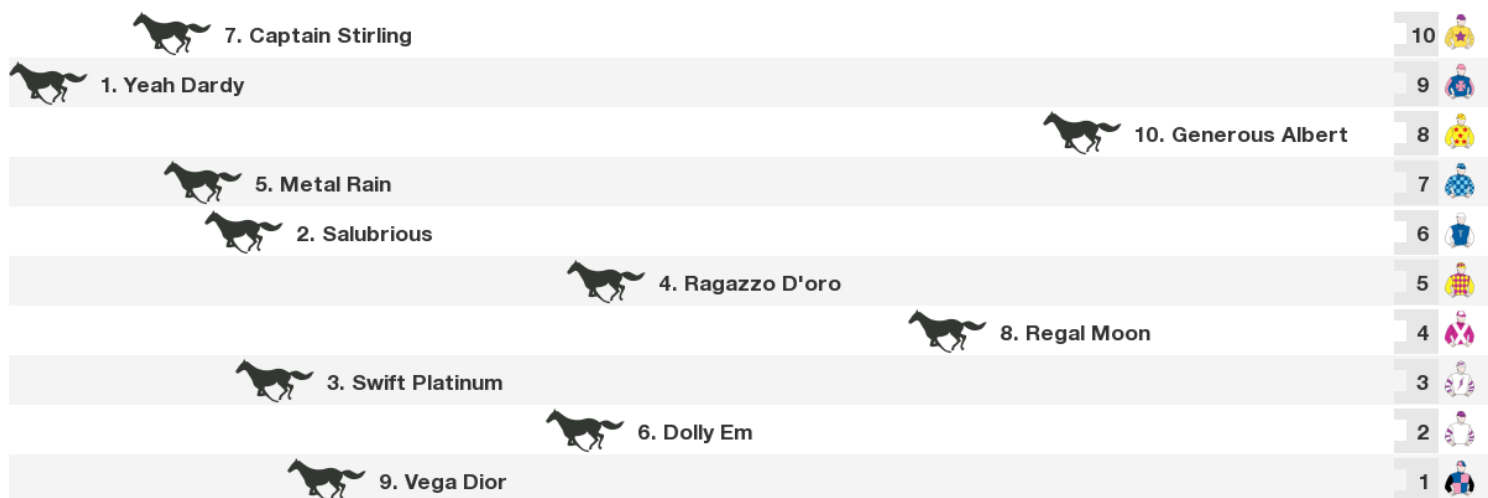 7. Captain Stirling 10
1. Yeah Dardy 9
10. Generous Albert 8
5. Metal Rain 7
2. Salubrious 6
4. Ragazzo D'oro 5
8. Regal Moon 4
3. Swift Platinum 3
6. Dolly Em 2
9. Vega Dior 1